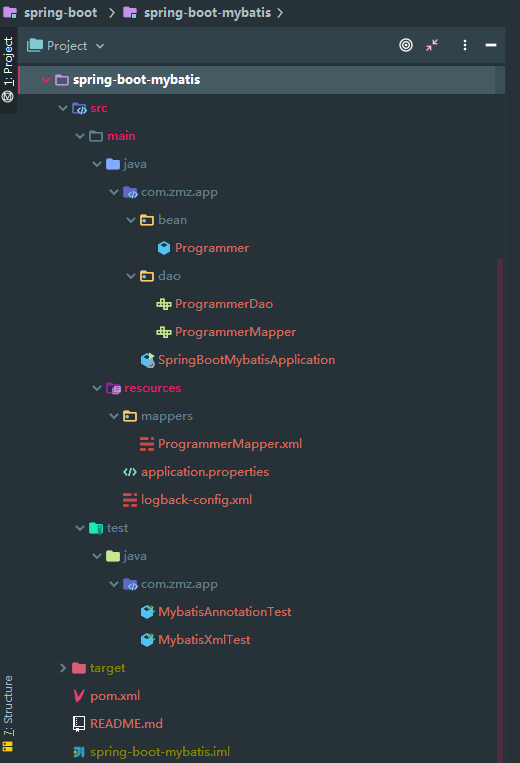 spring-boot > spring-boot-mybatis >
Project
1: Project
spring-boot-mybatis
src
main
java
com.zmz.app
bean
Programmer
dao
ProgrammerDao
ProgrammerMapper
SpringBootMybatisApplication
resources
mappers
ProgrammerMapper.xml
application.properties
logback-config.xml
test
java
com.zmz.app
MybatisAnnotationTest
MybatisXmlTest
target
pom.xml
README.md
spring-boot-mybatis.iml
7: Structure